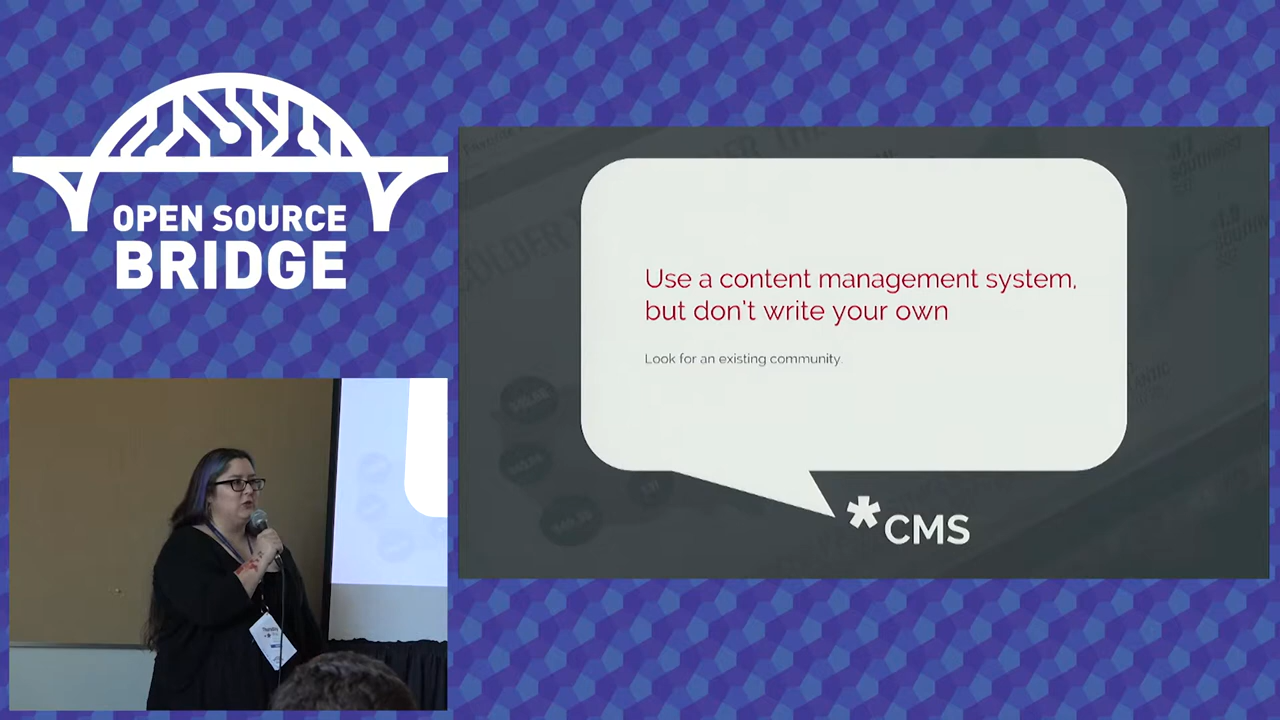 OPEN SOURCE
BRIDGE
Use a content management system,
but don't write your own
Look for an existing community.
*CMS